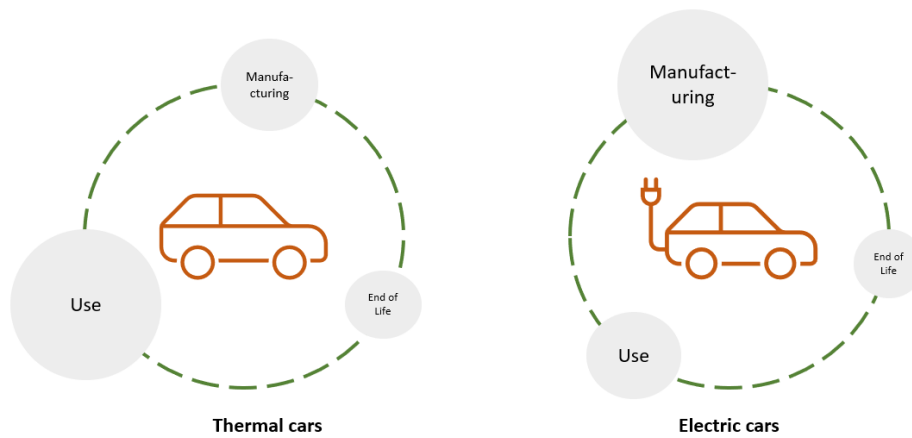 Manufa-
cturing
Use
End of
Life
Thermal cars
Manufact-
uring
End of
Life
Use
Electric cars